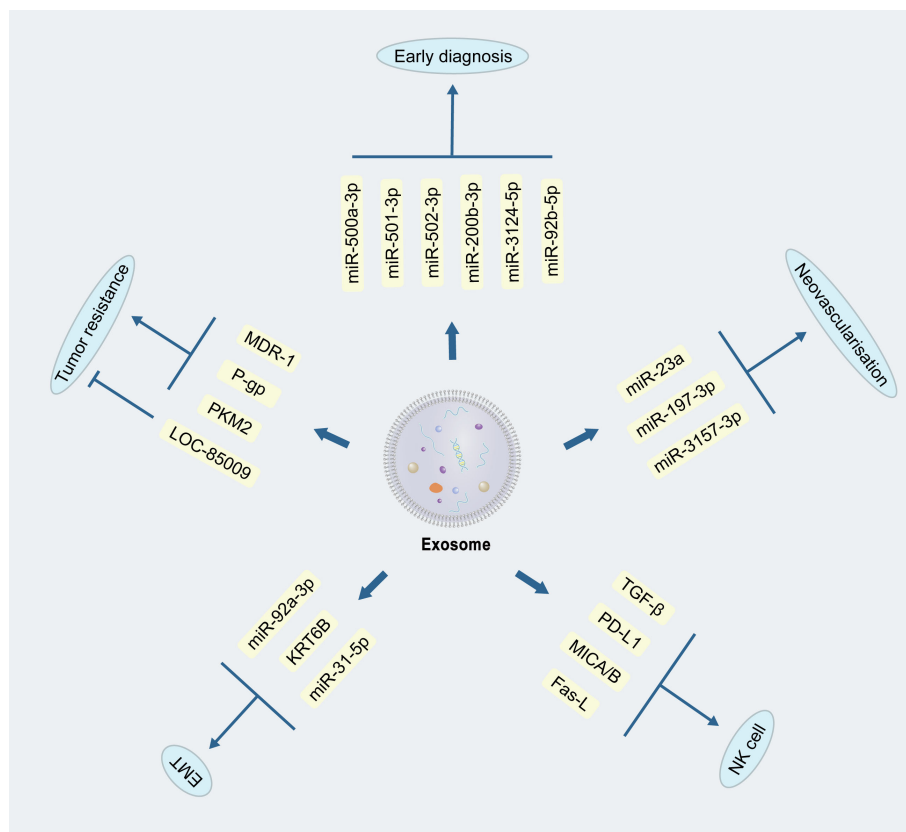 Early diagnosis
miR-500a-3p
miR-501-3p
miR-502-3p
miR-200b-3p
miR-3124-5p
miR-92b-5p
Tumor resistance
MDR-1
P-gp
PKM2
LOC-85009
Neovascularisation
miR-23a
miR-197-3p
miR-3157-3p
Exosome
miR-92a-3p
KRT6B
miR-31-5p
EMT
TGF-β
PD-L1
MICA/B
Fas-L
NK cell